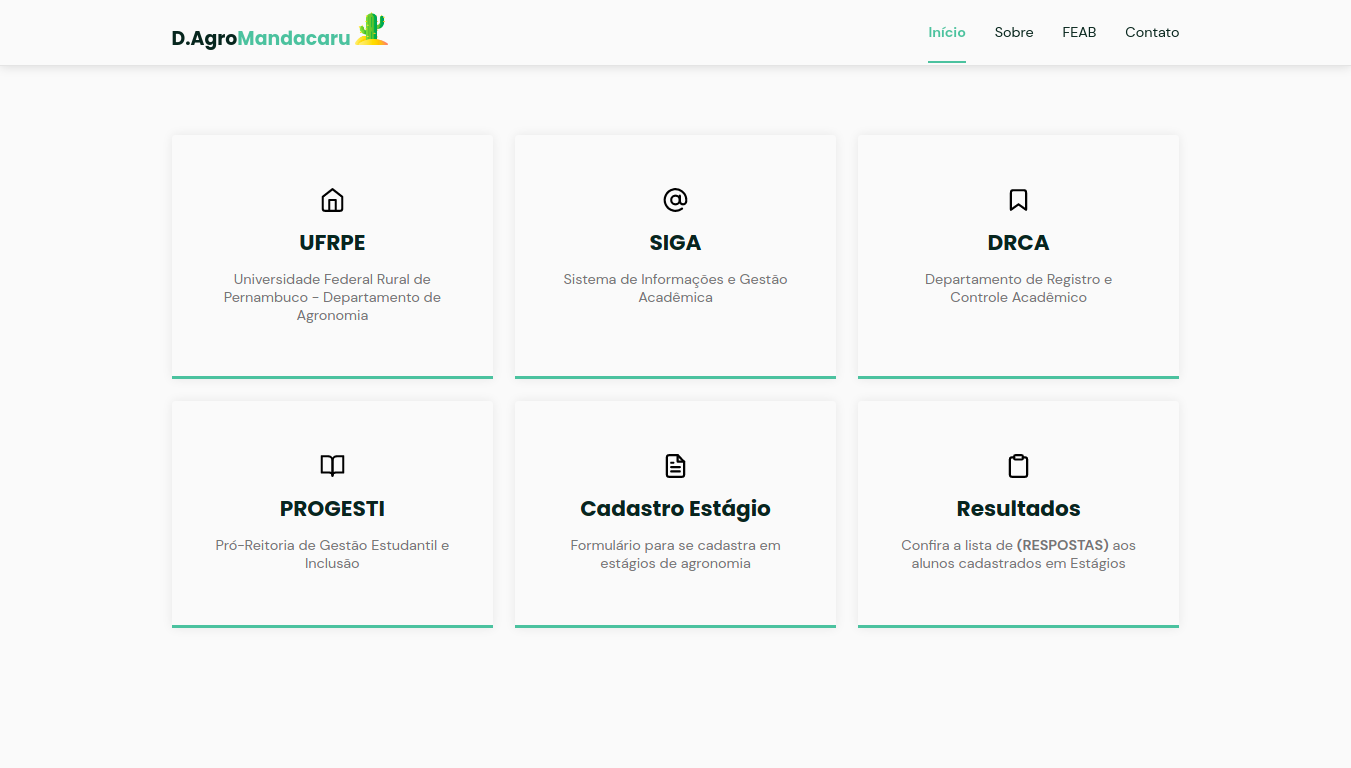 D.AgroMandacaru
Início Sobre FEAB Contato
UFRPE
Universidade Federal Rural de
Pernambuco - Departamento de
Agronomia
SIGA
Sistema de Informações e Gestão
Acadêmica
DRCA
Departamento de Registro e
Controle Acadêmico
PROGESTI
Pró-Reitoria de Gestão Estudantil e
Inclusão
Cadastro Estágio
Formulário para se cadastra em
estágios de agronomia
Resultados
Confira a lista de (RESPOSTAS) aos
alunos cadastrados em Estágios